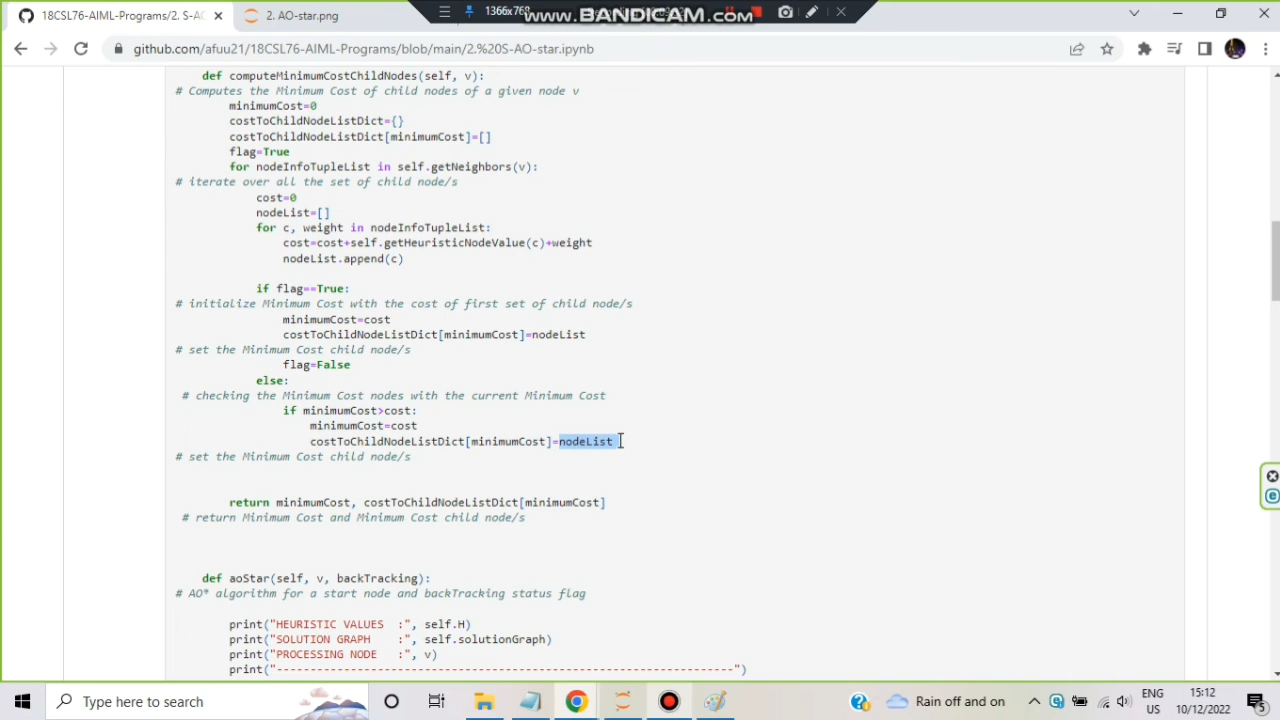 18CSL76-AIML-Programs/2. S-AO
2. AO-star.png
1366x768
www.BANDICAM.com
github.com/afuu21/18CSL76-AIML-Programs/blob/main/2.%20S-AO-star.ipynb
def computeMinimumCostChildNodes(self, v):
# Computes the Minimum Cost of child nodes of a given node v
minimumCost=0
costToChildNodeListDict={}
costToChildNodeListDict[minimumCost]=[]
flag=True
for nodeInfoTupleList in self.getNeighbors(v):
# iterate over all the set of child node/s
cost=0
nodeList=[]
for c, weight in nodeInfoTupleList:
cost=cost+self.getHeuristicNodeValue(c)+weight
nodeList.append(c)
if flag==True:
# initialize Minimum Cost with the cost of first set of child node/s
minimumCost=cost
costToChildNodeListDict[minimumCost]=nodeList
# set the Minimum Cost child node/s
flag=False
else:
# checking the Minimum Cost nodes with the current Minimum Cost
if minimumCost>cost:
minimumCost=cost
costToChildNodeListDict[minimumCost]=nodeList
# set the Minimum Cost child node/s
return minimumCost, costToChildNodeListDict[minimumCost]
# return Minimum Cost and Minimum Cost child node/s
def aoStar(self, v, backTracking):
# AO* algorithm for a start node and backTracking status flag
print("HEURISTIC VALUES  :", self.H)
print("SOLUTION GRAPH    :", self.solutionGraph)
print("PROCESSING NODE   :", v)
print("-----------------------------------------------------------------------------------------")
Type here to search
Rain off and on
ENG
US
15:12
10/12/2022
5